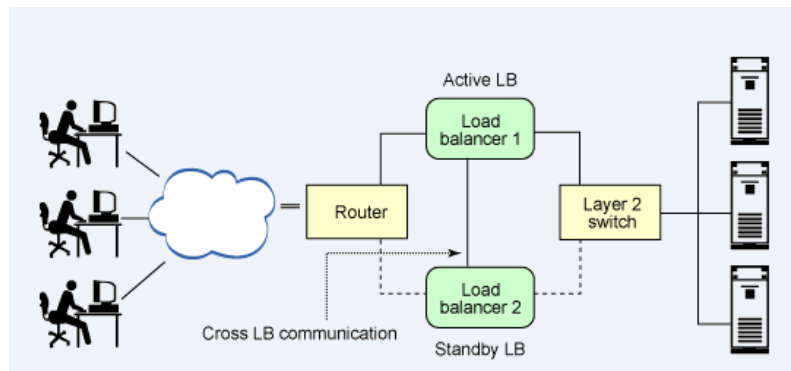 Active LB
Load
balancer 1
Router
Layer 2
switch
Load
balancer 2
Cross LB communication
Standby LB